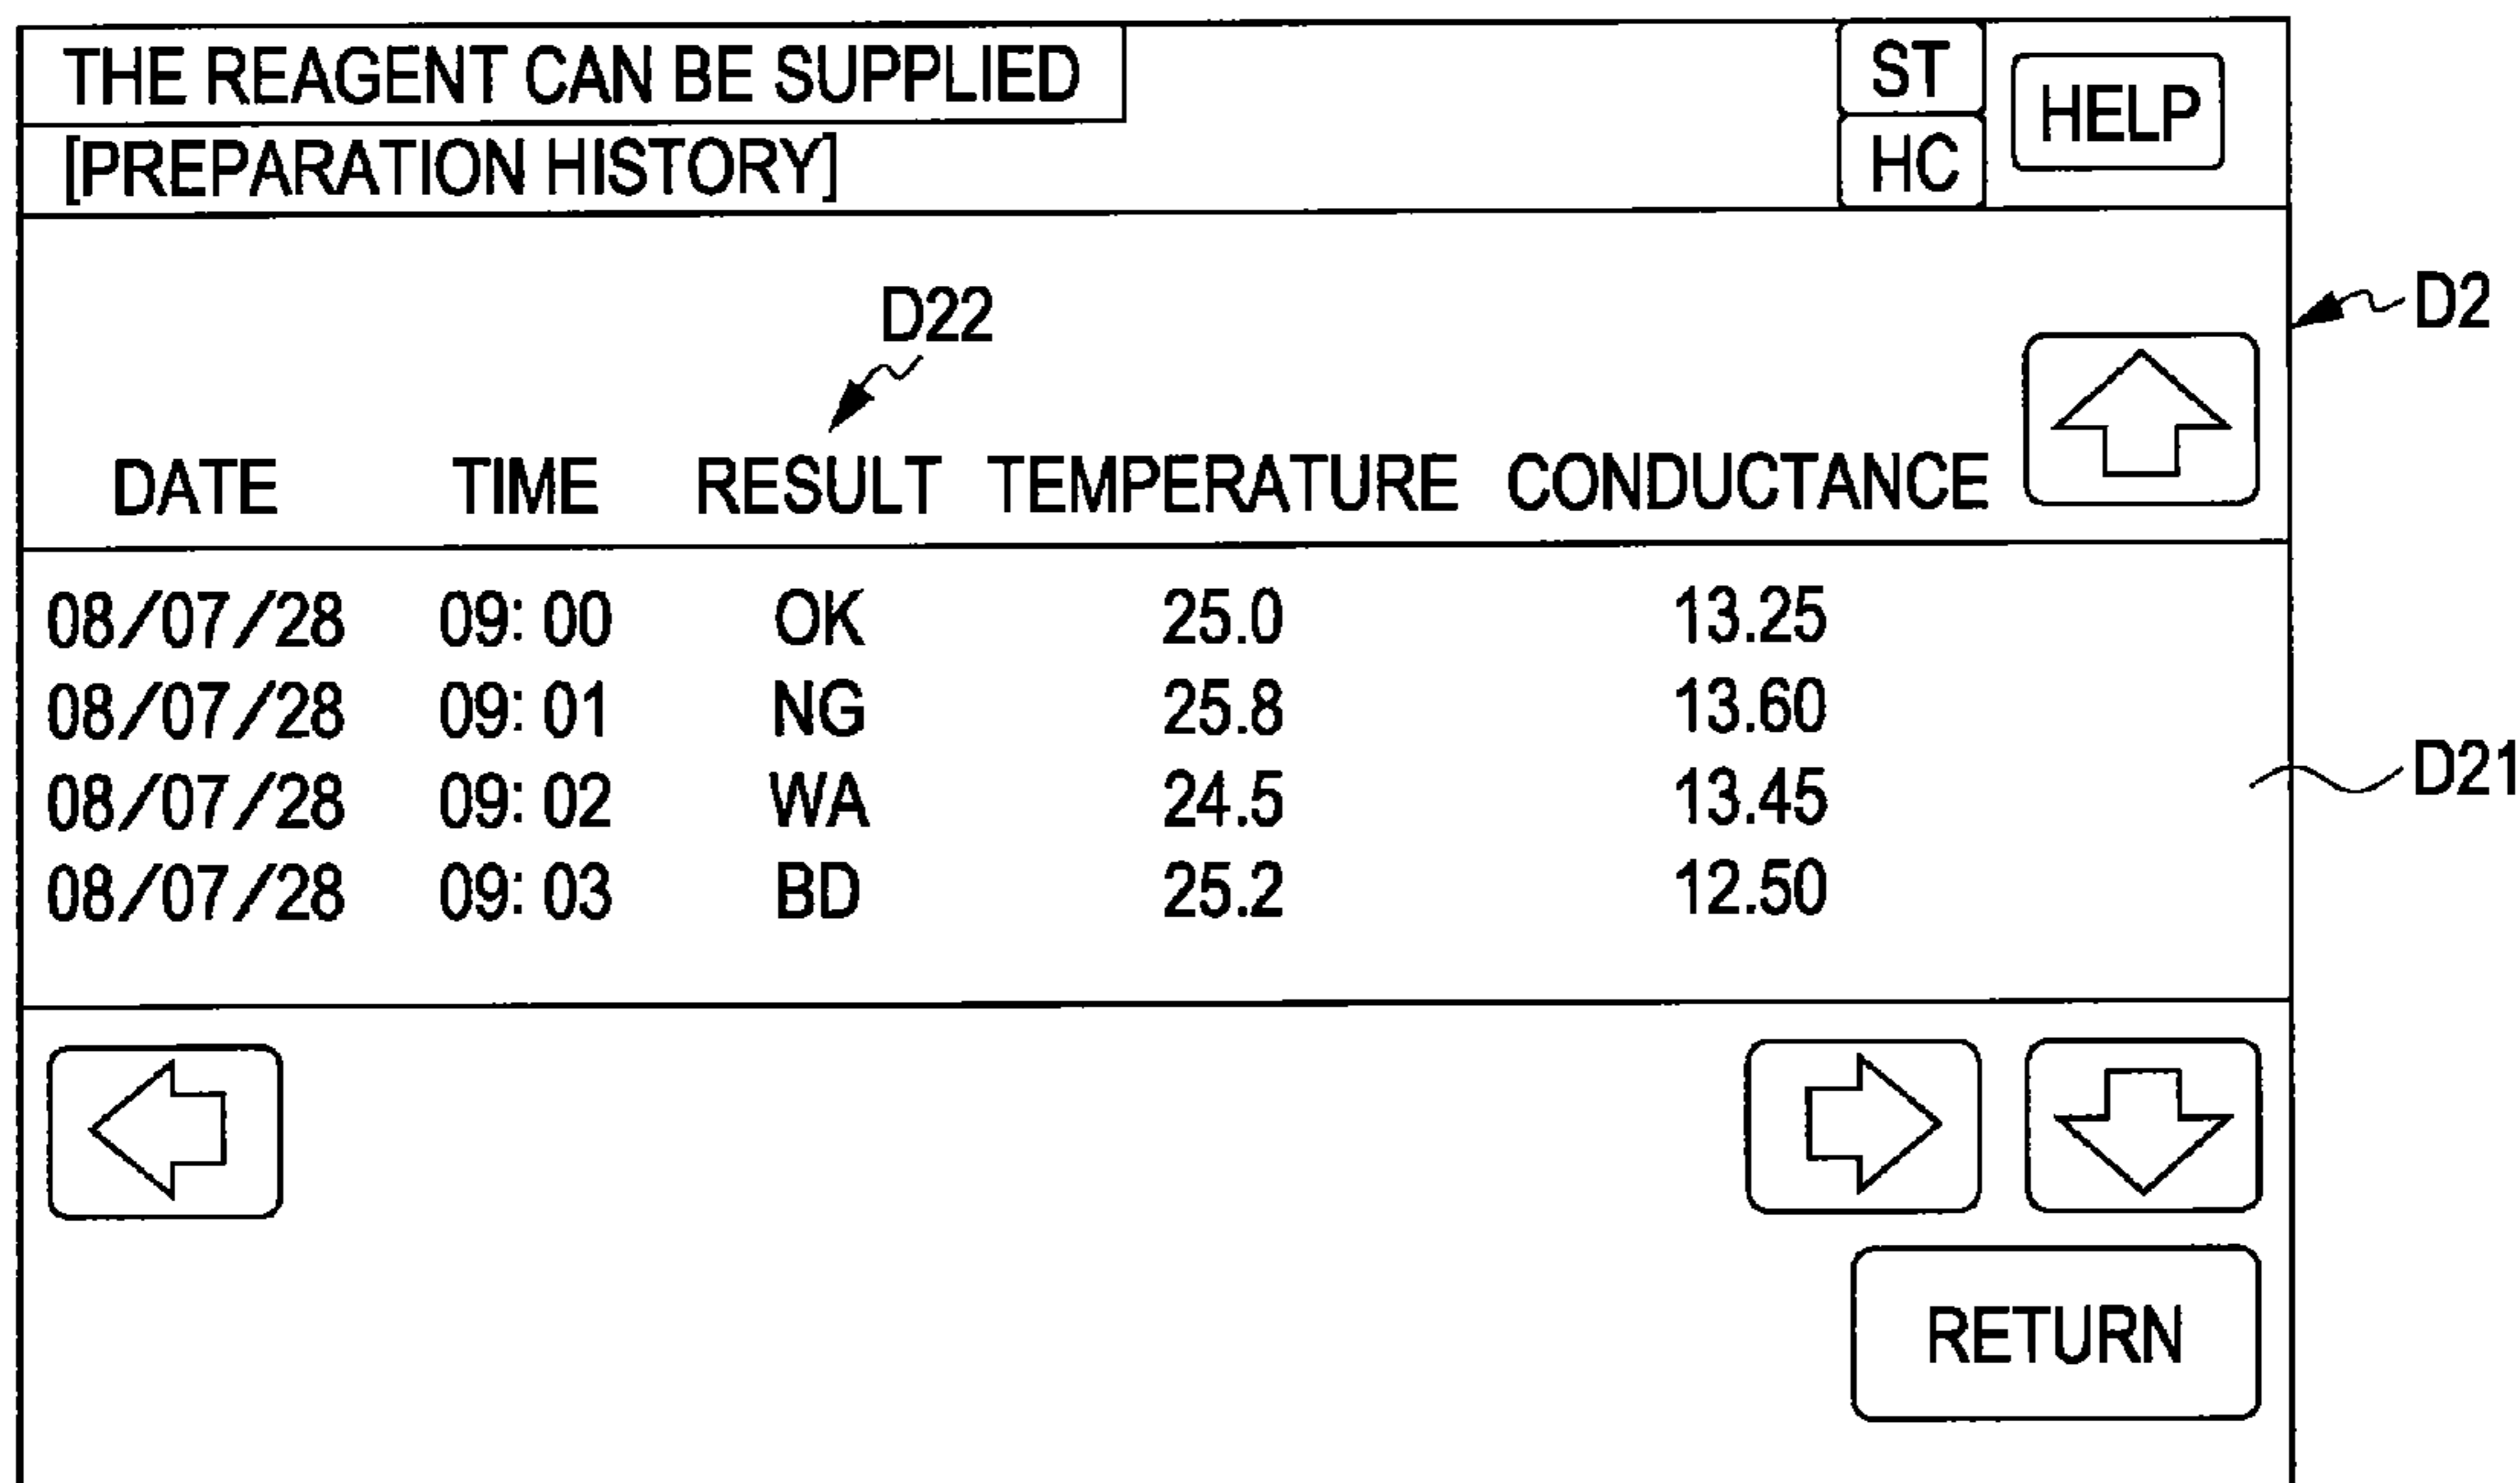 THE REAGENT CAN BE SUPPLIED
ST
HELP
[PREPARATION HISTORY]
HC
D2
D22
DATE TIME RESULT TEMPERATURE CONDUCTANCE
08/07/28 09:00 OK 25.0 13.25
08/07/28 09:01 NG 25.8 13.60
08/07/28 09:02 WA 24.5 13.45
D21
08/07/28 09:03 BD 25.2 12.50
RETURN